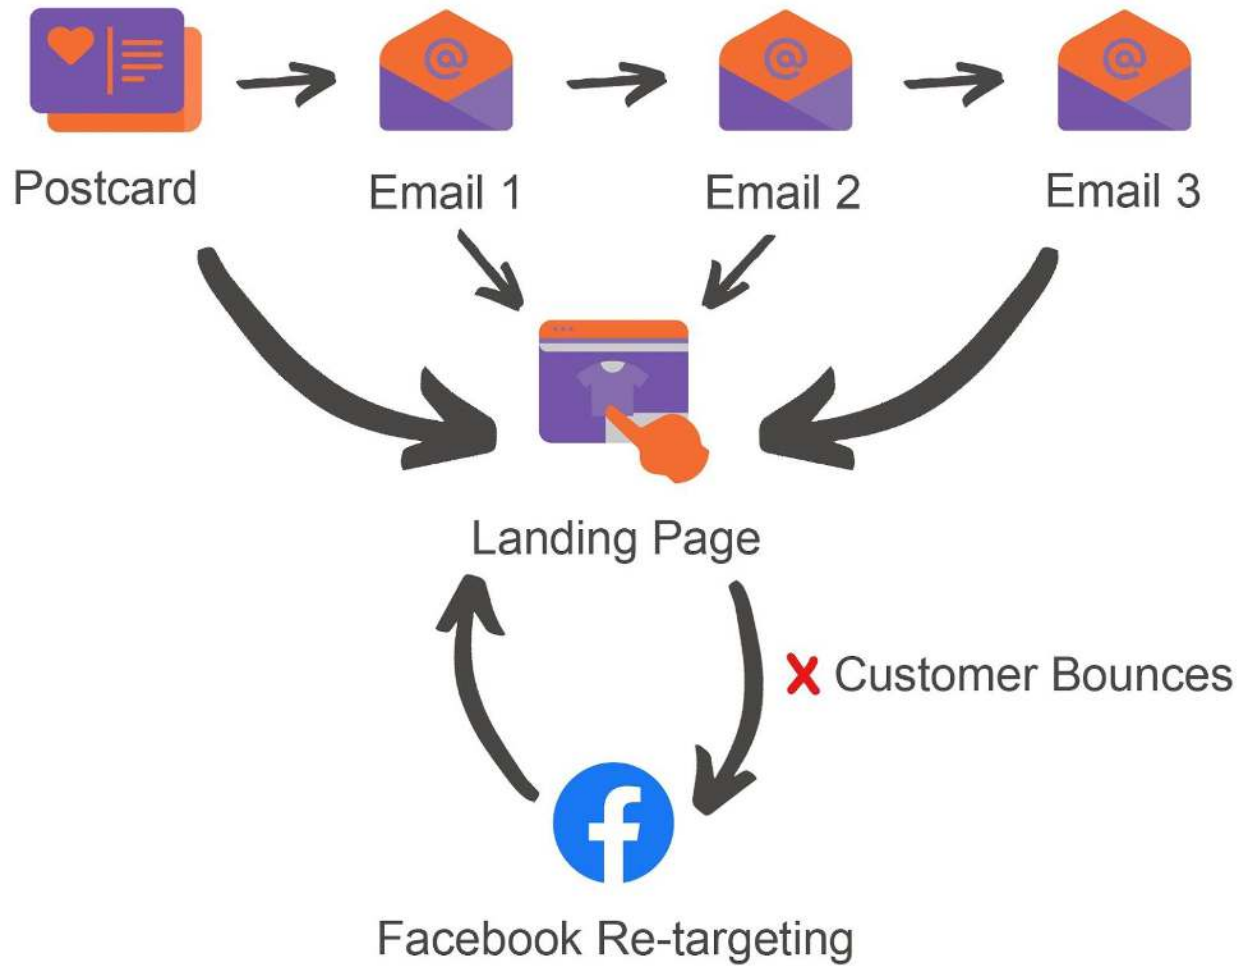 Postcard
Email 1
Email 2
Email 3
Landing Page
X Customer Bounces
Facebook Re-targeting